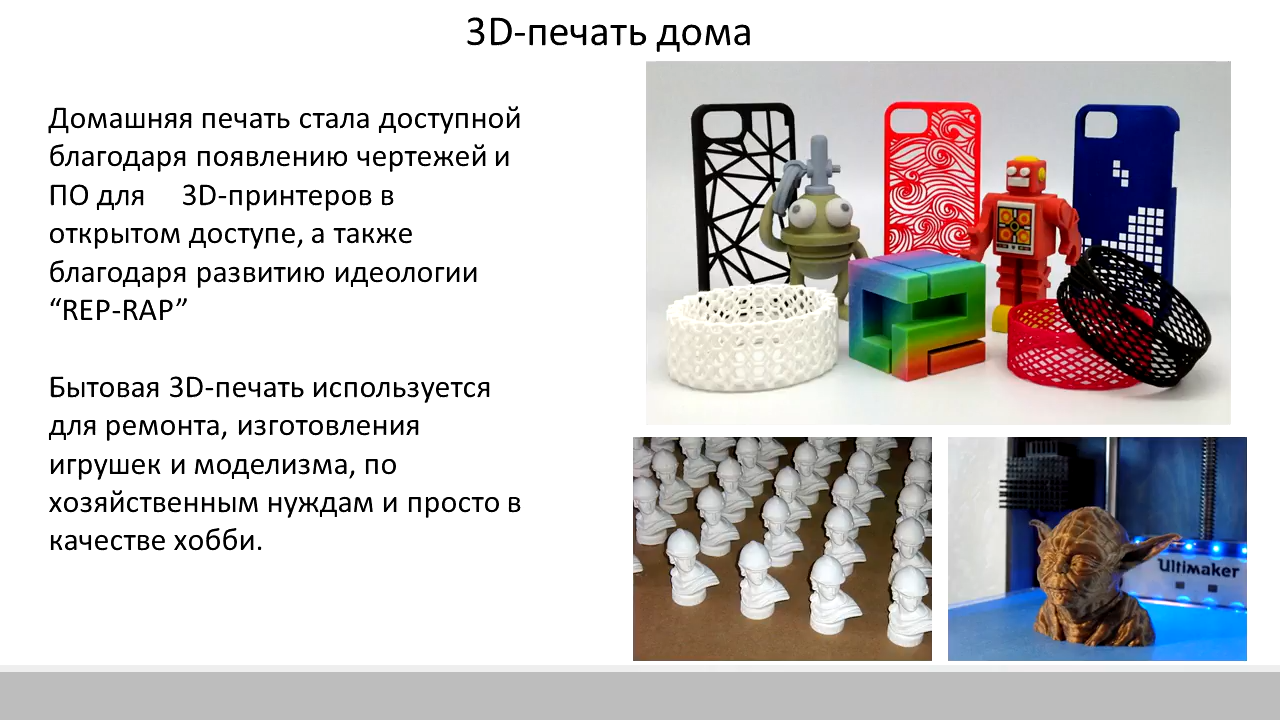 3D-печать дома
Домашняя печать стала доступной
благодаря появлению чертежей и
ПО для 3D-принтеров в
открытом доступе, а также
благодаря развитию идеологии
“REP-RAP”
Бытовая 3D-печать используется
для ремонта, изготовления
игрушек и моделизма, по
хозяйственным нуждам и просто в
качестве хобби.
Ultimaker